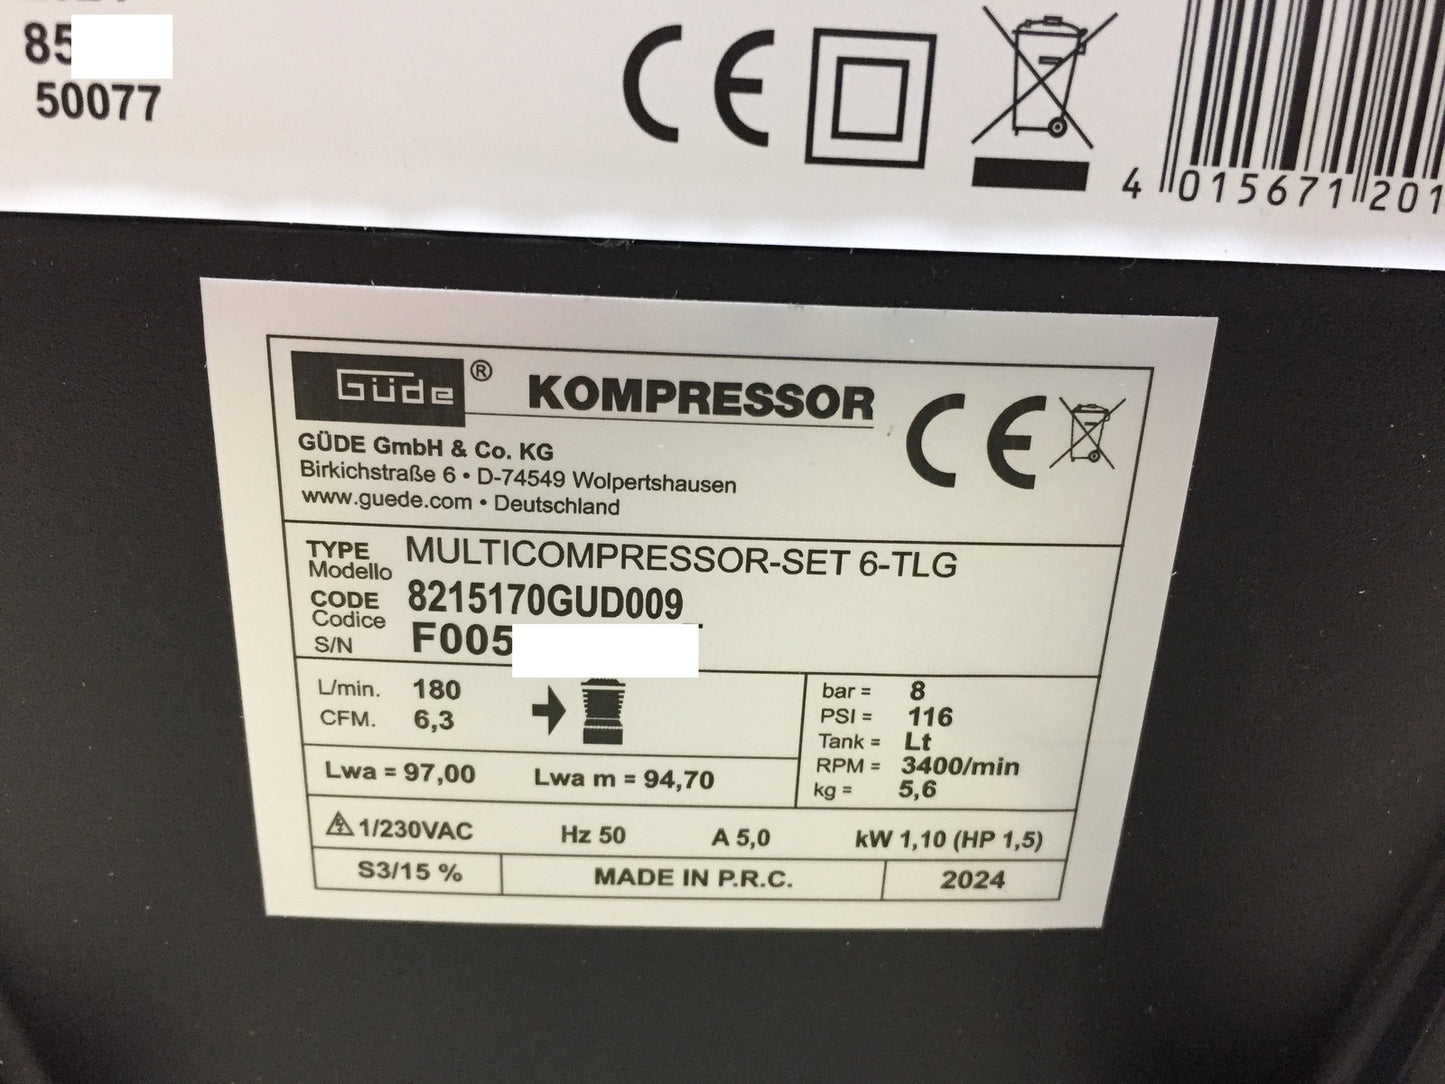 85
50077
4 015671 201
Güde® KOMPRESSOR
GÜDE GmbH & Co. KG
Birkichstraße 6 • D-74549 Wolpertshausen
www.guede.com • Deutschland
TYPE MULTICOMPRESSOR-SET 6-TLG
Modello
CODE 8215170GUD009
Codice
S/N F005
L/min. 180
CFM. 6,3
bar = 8
PSI = 116
Tank = Lt
RPM = 3400/min
kg = 5,6
Lwa = 97,00 Lwa m = 94,70
1/230VAC Hz 50 A 5,0 kW 1,10 (HP 1,5)
S3/15 % MADE IN P.R.C. 2024